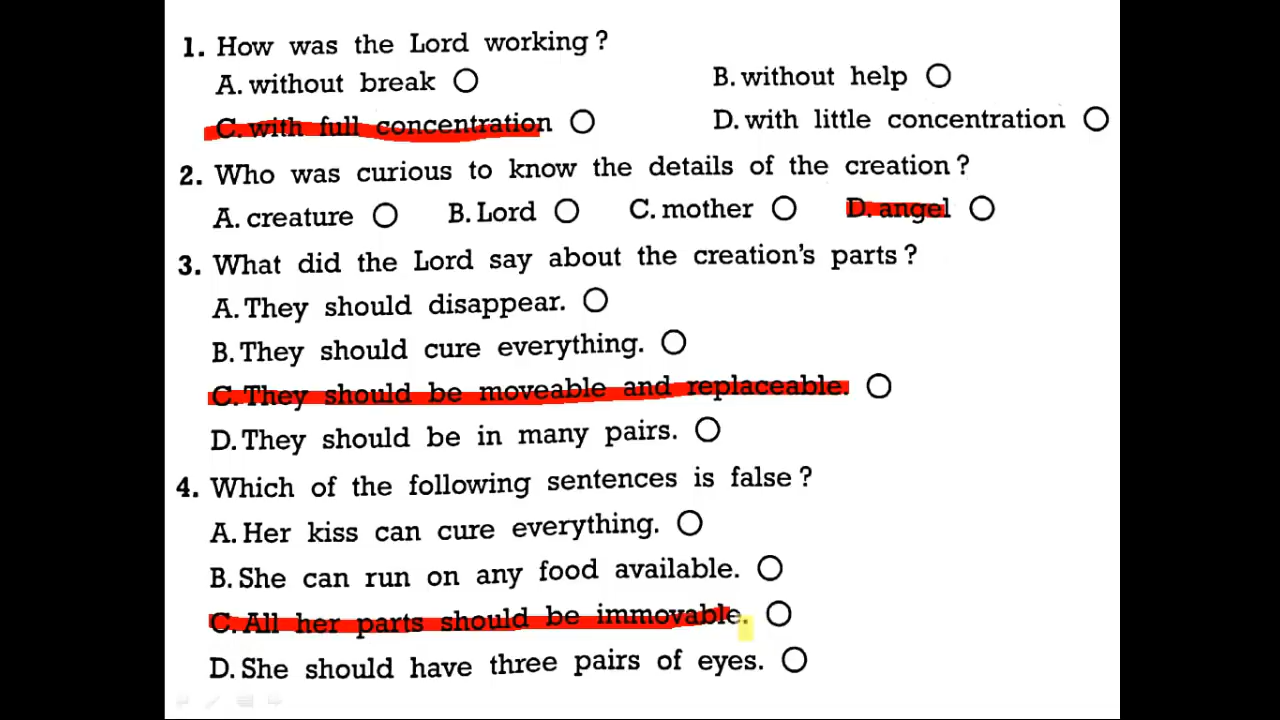 1. How was the Lord working?
A. without break B. without help
C. with full concentration D. with little concentration
2. Who was curious to know the details of the creation?
A. creature B. Lord C. mother D. angel
3. What did the Lord say about the creation's parts?
A. They should disappear.
B. They should cure everything.
C. They should be moveable and replaceable.
D. They should be in many pairs.
4. Which of the following sentences is false?
A. Her kiss can cure everything.
B. She can run on any food available.
C. All her parts should be immovable.
D. She should have three pairs of eyes.